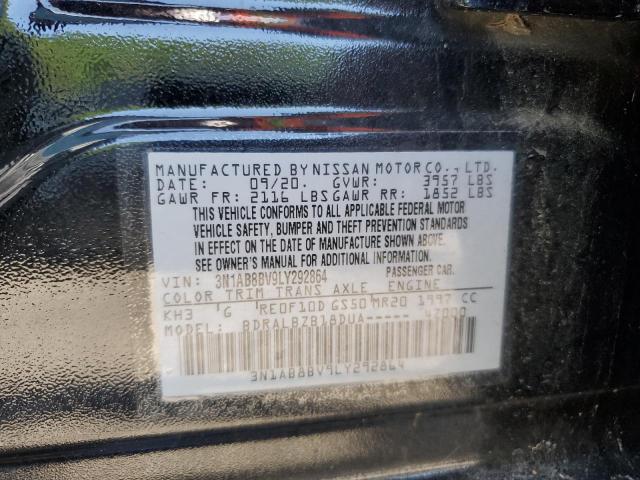 MANUFACTURED BY NISSAN MOTOR CO., LTD.
DATE: 09/20. GVWR: 3957 LBS
GAWR FR: 2116 LBS GAWR RR: 1852 LBS
THIS VEHICLE CONFORMS TO ALL APPLICABLE FEDERAL MOTOR
VEHICLE SAFETY, BUMPER AND THEFT PREVENTION STANDARDS
IN EFFECT ON THE DATE OF MANUFACTURE SHOWN ABOVE.
SEE OWNER'S MANUAL FOR ADDITIONAL INFORMATION.
VIN: 3N1AB8BV9LY292864 PASSENGER CAR.
COLOR TRIM TRANS AXLE ENGINE
KH3 G RE0F10D GS50 MR20 1997 CC
MODEL: BDRALBZB18DUA----- 42000
3N1AB8BV9LY292864